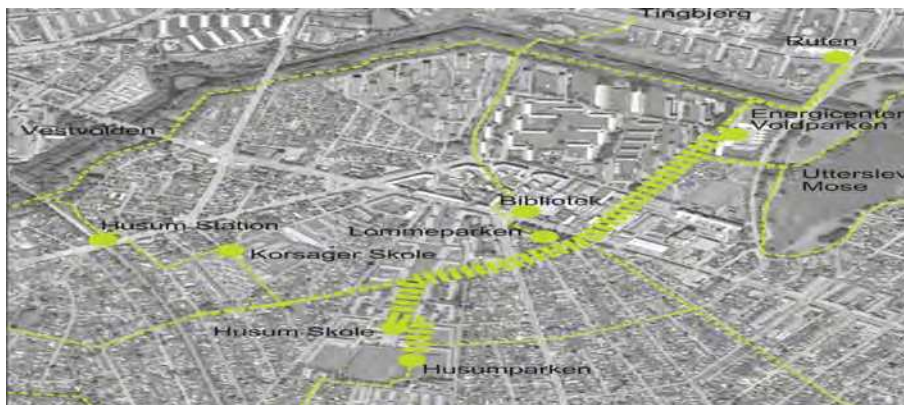 Tingbjerg
Ruten
Energicenter
Voldparken
Vestvolden
Utterslev
Mose
Bibliotek
Husum Station
Lommeparken
Korsager Skole
Husum Skole
Husumparken